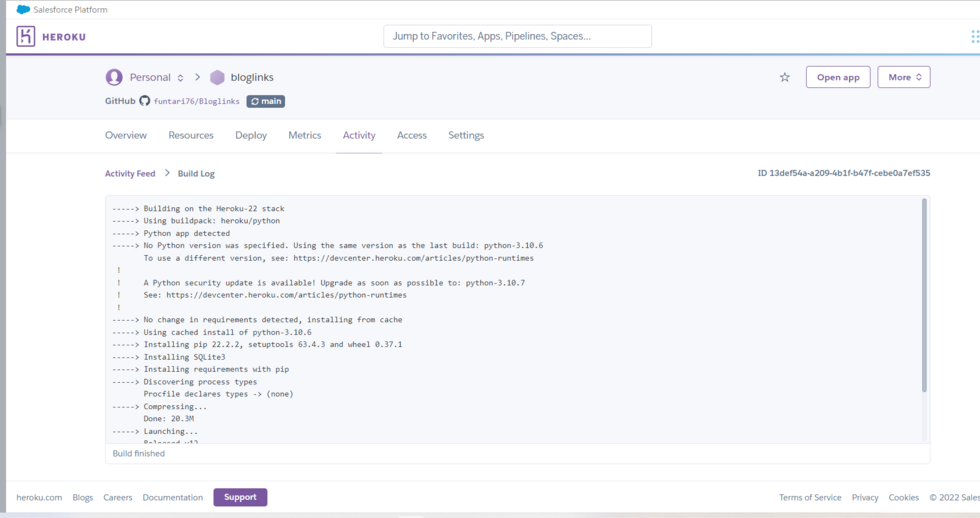 Salesforce Platform
HEROKU
Jump to Favorites, Apps, Pipelines, Spaces...
Personal > bloglinks
Open app
More
GitHub funtari76/Bloglinks main
Overview Resources Deploy Metrics Activity Access Settings
Activity Feed > Build Log
ID 13def54a-a209-4b1f-b47f-cebe0a7ef535
-----> Building on the Heroku-22 stack
-----> Using buildpack: heroku/python
-----> Python app detected
-----> No Python version was specified. Using the same version as the last build: python-3.10.6
To use a different version, see: https://devcenter.heroku.com/articles/python-runtimes
!
! A Python security update is available! Upgrade as soon as possible to: python-3.10.7
! See: https://devcenter.heroku.com/articles/python-runtimes
!
-----> No change in requirements detected, installing from cache
-----> Using cached install of python-3.10.6
-----> Installing pip 22.2.2, setuptools 63.4.3 and wheel 0.37.1
-----> Installing SQLite3
-----> Installing requirements with pip
-----> Discovering process types
Procfile declares types -> (none)
-----> Compressing...
Done: 20.3M
-----> Launching...
Released v12
Build finished
heroku.com Blogs Careers Documentation Support
Terms of Service Privacy Cookies © 2022 Sales